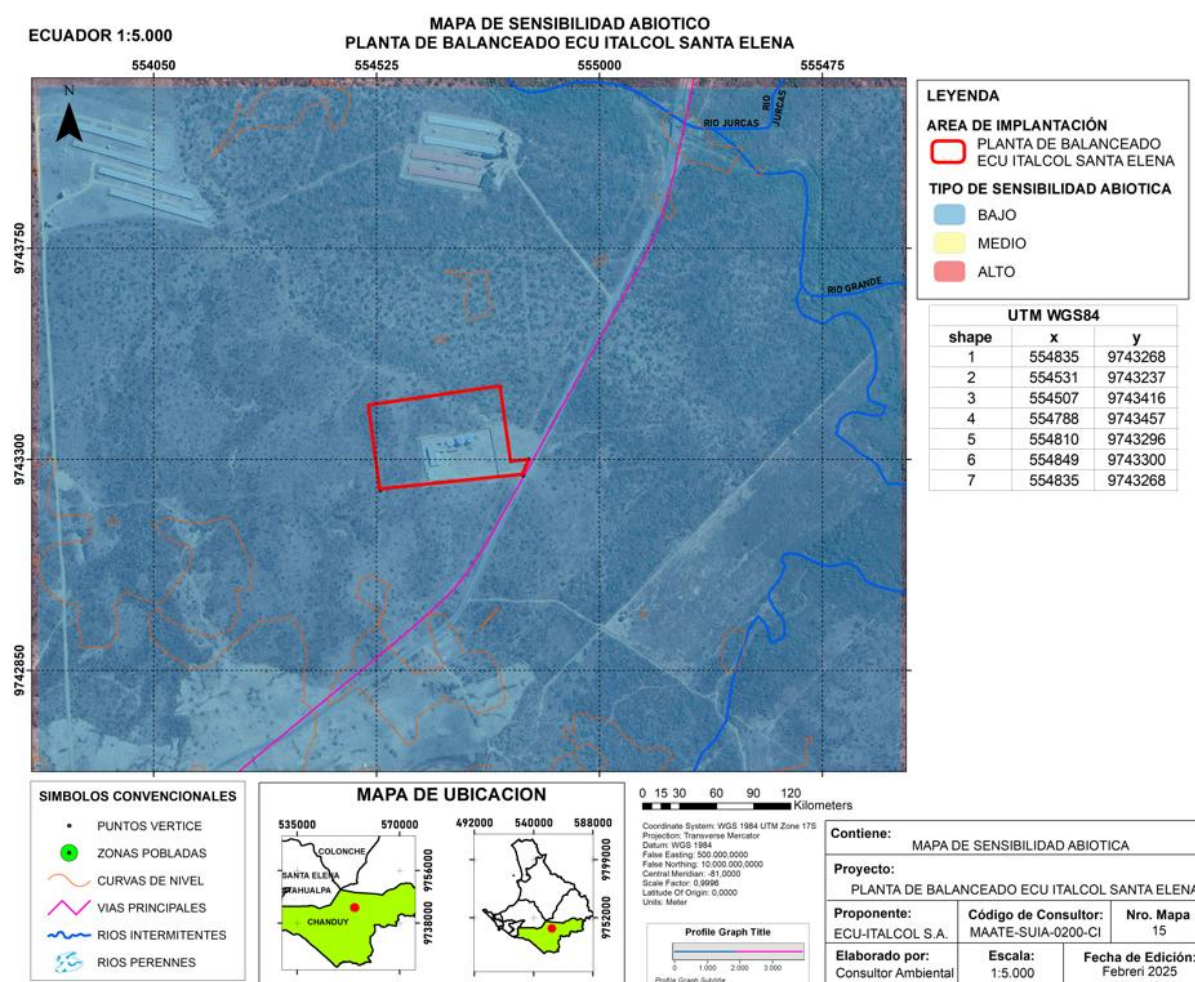 ECUADOR 1:5.000
MAPA DE SENSIBILIDAD ABIOTICO
PLANTA DE BALANCEADO ECU ITALCOL SANTA ELENA
554050 554525 555000 555475
N
RIO JURCAS
RIO JURCAS
RIO GRANDE
9743750
9743300
9742850
LEYENDA
AREA DE IMPLANTACIÓN
PLANTA DE BALANCEADO
ECU ITALCOL SANTA ELENA
TIPO DE SENSIBILIDAD ABIOTICA
BAJO
MEDIO
ALTO
UTM WGS84
shape x y
1 554835 9743268
2 554531 9743237
3 554507 9743416
4 554788 9743457
5 554810 9743296
6 554849 9743300
7 554835 9743268
SIMBOLOS CONVENCIONALES
PUNTOS VERTICE
ZONAS POBLADAS
CURVAS DE NIVEL
VIAS PRINCIPALES
RIOS INTERMITENTES
RIOS PERENNES
MAPA DE UBICACION
535000 570000
COLONCHE
SANTA ELENA
ATAHUALPA
CHANDUY
9756000
9738000
492000 540000 588000
9799000
9752000
0 15 30 60 90 120
Kilometers
Coordinate System: WGS 1984 UTM Zone 17S
Projection: Transverse Mercator
Datum: WGS 1984
False Easting: 500.000,0000
False Northing: 10.000.000,0000
Central Meridian: -81,0000
Scale Factor: 0,9996
Latitude Of Origin: 0,0000
Units: Meter
Profile Graph Title
0 1.000 2.000 3.000
Profile Graph Subtitle
Contiene:
MAPA DE SENSIBILIDAD ABIOTICA
Proyecto:
PLANTA DE BALANCEADO ECU ITALCOL SANTA ELENA
Proponente:
ECU-ITALCOL S.A.
Código de Consultor:
MAATE-SUIA-0200-CI
Nro. Mapa
15
Elaborado por:
Consultor Ambiental
Escala:
1:5.000
Fecha de Edición:
Febreri 2025